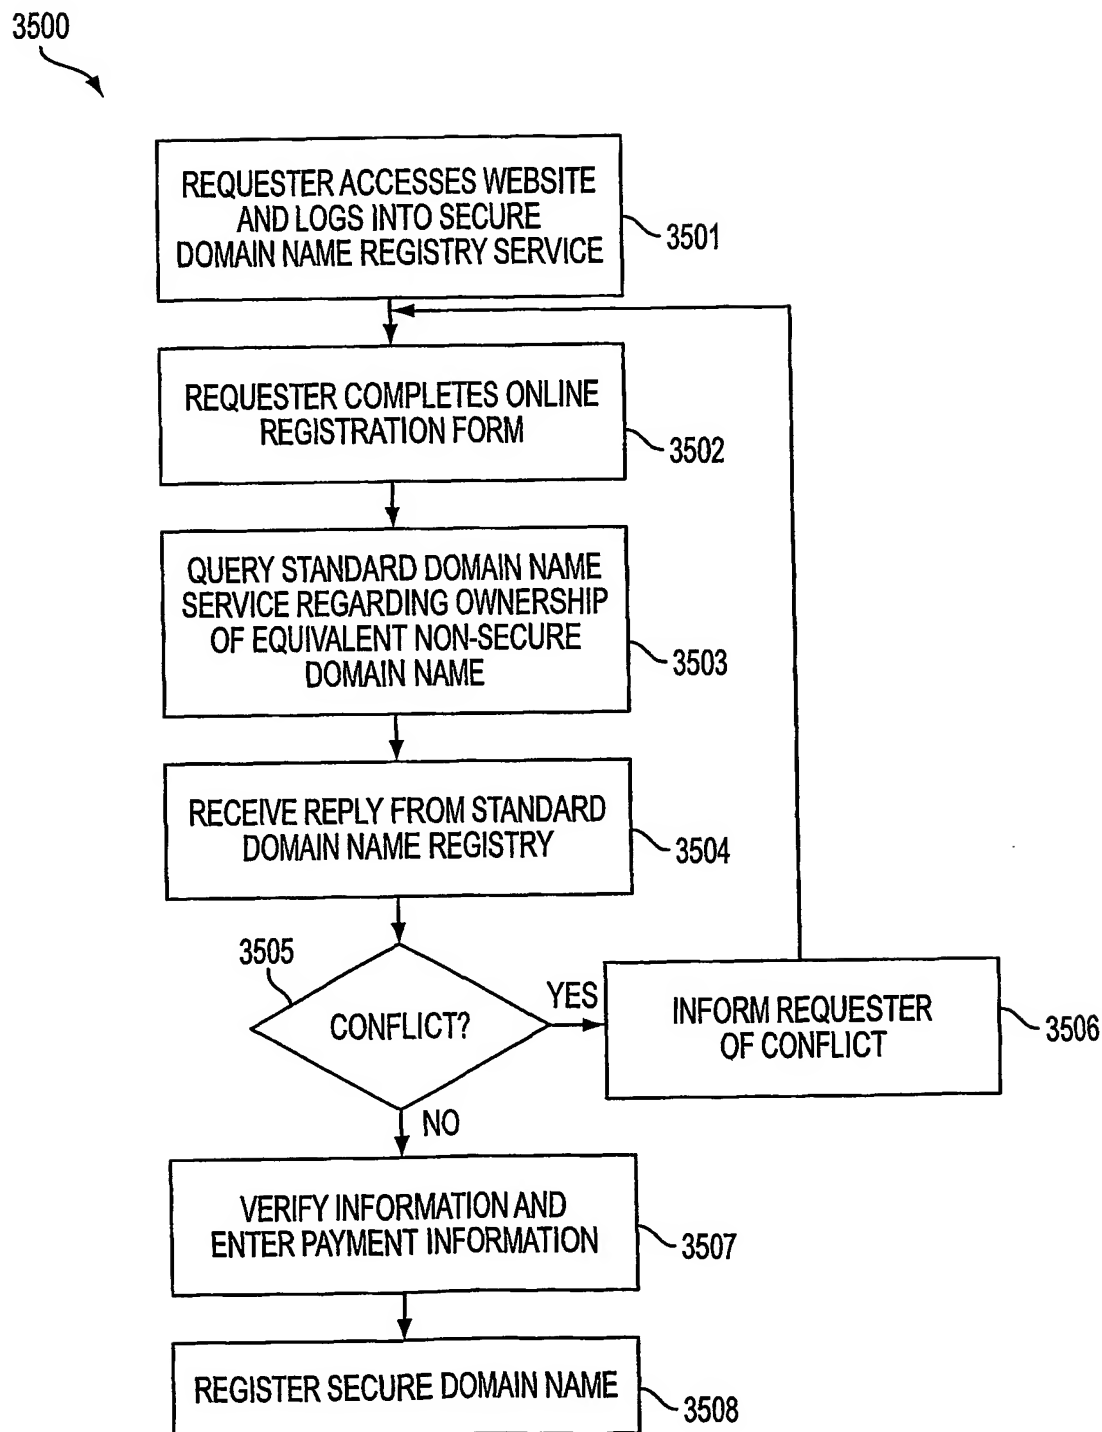 3500
REQUESTER ACCESSES WEBSITE
AND LOGS INTO SECURE
DOMAIN NAME REGISTRY SERVICE
3501
REQUESTER COMPLETES ONLINE
REGISTRATION FORM
3502
QUERY STANDARD DOMAIN NAME
SERVICE REGARDING OWNERSHIP
OF EQUIVALENT NON-SECURE
DOMAIN NAME
3503
RECEIVE REPLY FROM STANDARD
DOMAIN NAME REGISTRY
3504
3505
CONFLICT?
YES
INFORM REQUESTER
OF CONFLICT
3506
NO
VERIFY INFORMATION AND
ENTER PAYMENT INFORMATION
3507
REGISTER SECURE DOMAIN NAME
3508